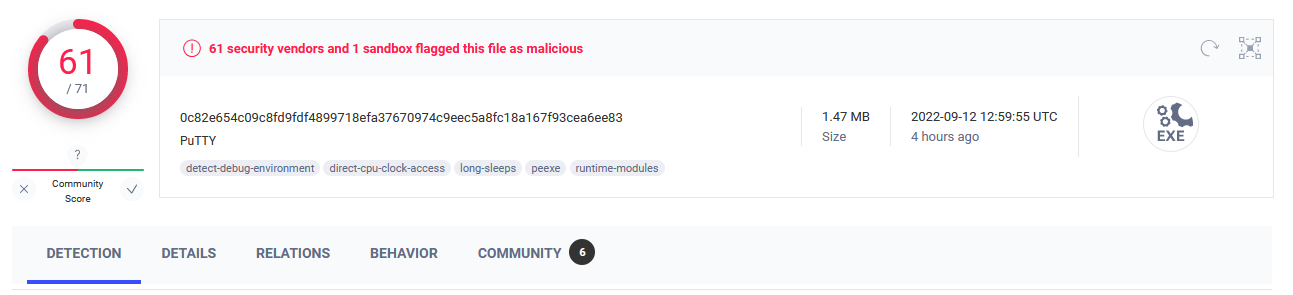 61
/ 71
?
Community
Score
61 security vendors and 1 sandbox flagged this file as malicious
0c82e654c09c8fd9fdf4899718efa37670974c9eec5a8fc18a167f93cea6ee83
PuTTY
detect-debug-environment direct-cpu-clock-access long-sleeps peexe runtime-modules
1.47 MB
Size
2022-09-12 12:59:55 UTC
4 hours ago
EXE
DETECTION DETAILS RELATIONS BEHAVIOR COMMUNITY 6